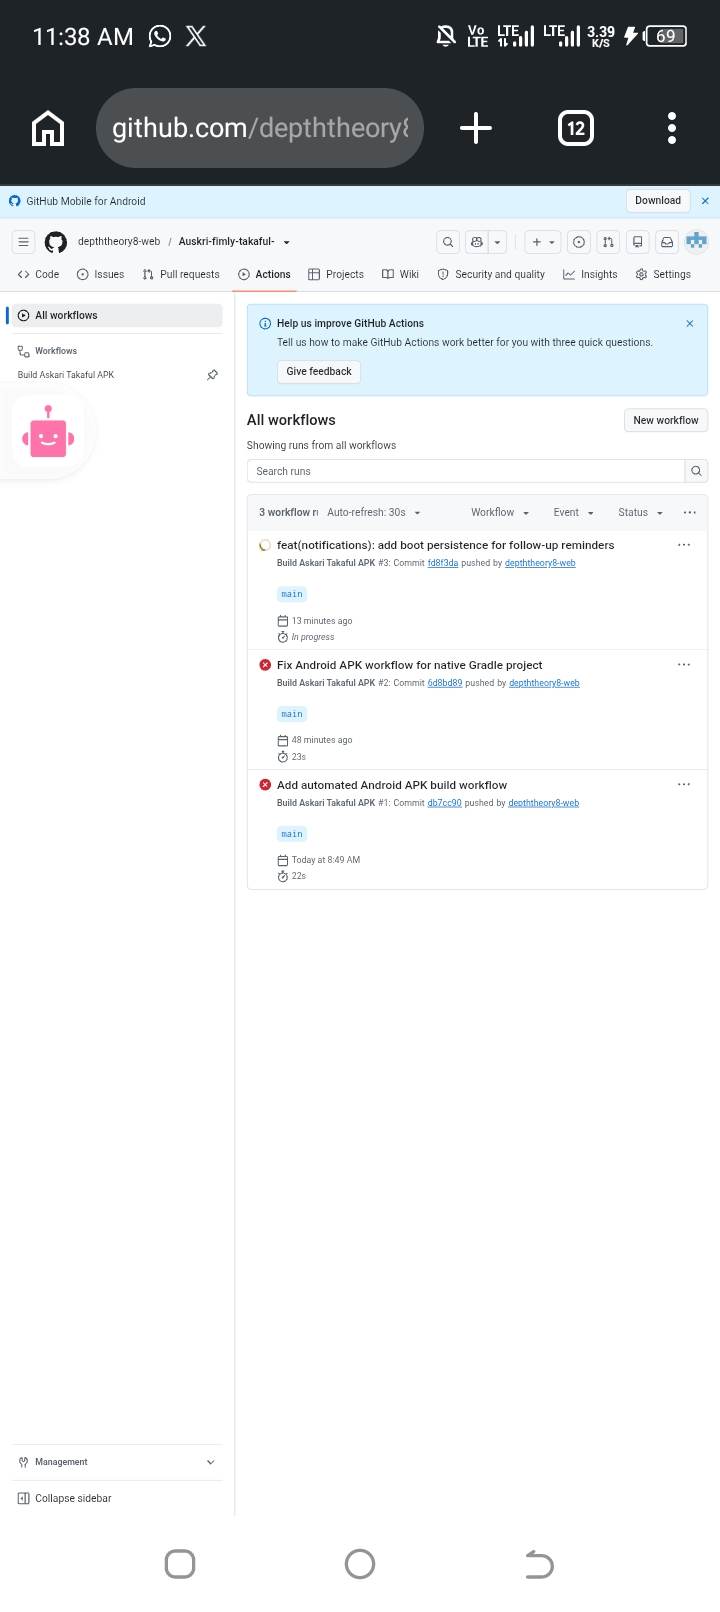 11:38 AM
Vo LTE LTE LTE 3.39 K/S 69
github.com/depththeory8
12
GitHub Mobile for Android
Download
depththeory8-web / Auskri-fimly-takaful-
Code Issues Pull requests Actions Projects Wiki Security and quality Insights Settings
All workflows
Workflows
Build Askari Takaful APK
Help us improve GitHub Actions
Tell us how to make GitHub Actions work better for you with three quick questions.
Give feedback
All workflows
New workflow
Showing runs from all workflows
Search runs
3 workflow ru Auto-refresh: 30s Workflow Event Status
feat(notifications): add boot persistence for follow-up reminders
Build Askari Takaful APK #3: Commit fd8f3da pushed by depththeory8-web
main
13 minutes ago
In progress
Fix Android APK workflow for native Gradle project
Build Askari Takaful APK #2: Commit 6d8bd89 pushed by depththeory8-web
main
48 minutes ago
23s
Add automated Android APK build workflow
Build Askari Takaful APK #1: Commit db7cc90 pushed by depththeory8-web
main
Today at 8:49 AM
22s
Management
Collapse sidebar